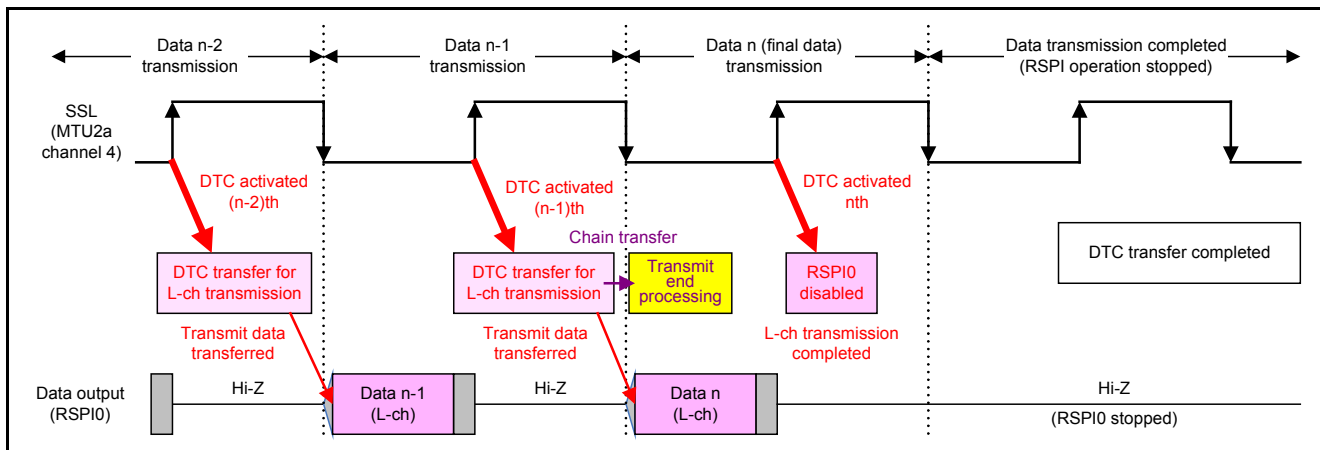 Data n-2
transmission
Data n-1
transmission
Data n (final data)
transmission
Data transmission completed
(RSPI operation stopped)
SSL
(MTU2a
channel 4)
DTC activated
(n-2)th
DTC activated
(n-1)th
DTC activated
nth
Chain transfer
DTC transfer for
L-ch transmission
DTC transfer for
L-ch transmission
Transmit
end
processing
RSPI0
disabled
DTC transfer completed
Transmit data
transferred
Transmit data
transferred
L-ch transmission
completed
Data output
(RSPI0)
Hi-Z
Data n-1
(L-ch)
Hi-Z
Data n
(L-ch)
Hi-Z
(RSPI0 stopped)